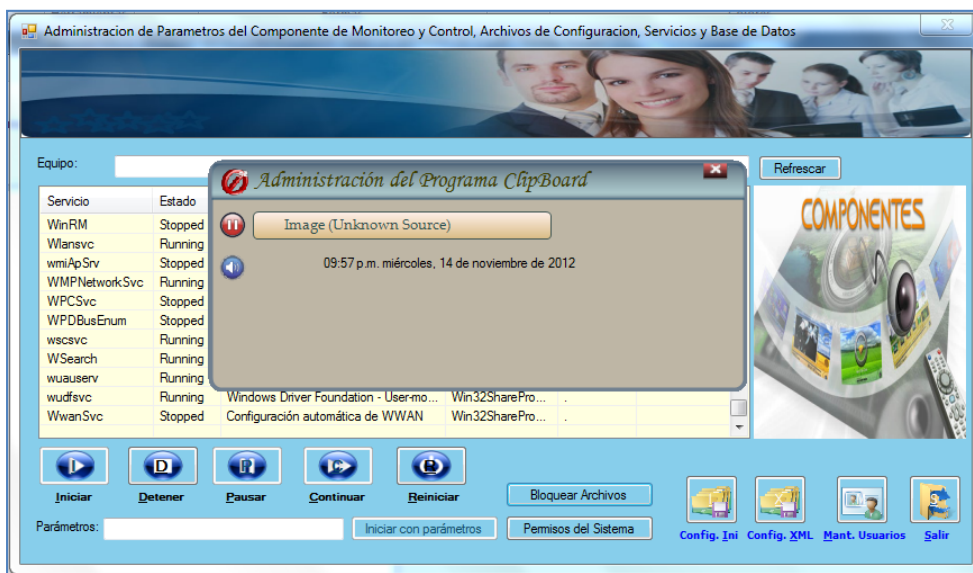 Administracion de Parametros del Componente de Monitoreo y Control, Archivos de Configuracion, Servicios y Base de Datos
Equipo:
Refrescar
Administración del Programa ClipBoard
Image (Unknown Source)
09:57 p.m. miércoles, 14 de noviembre de 2012
Servicio Estado
WinRM Stopped
Wlansvc Running
wmiApSrv Stopped
WMPNetworkSvc Running
WPCSvc Stopped
WPDBusEnum Stopped
wscsvc Running
WSearch Running
wuauserv Running
wudfsvc Running Windows Driver Foundation - User-mo... Win32SharePro... .
WwanSvc Stopped Configuración automática de WWAN Win32SharePro... .
COMPONENTES
Iniciar Detener Pausar Continuar Reiniciar
Bloquear Archivos
Parámetros:
Iniciar con parámetros
Permisos del Sistema
Config. Ini Config. XML Mant. Usuarios Salir